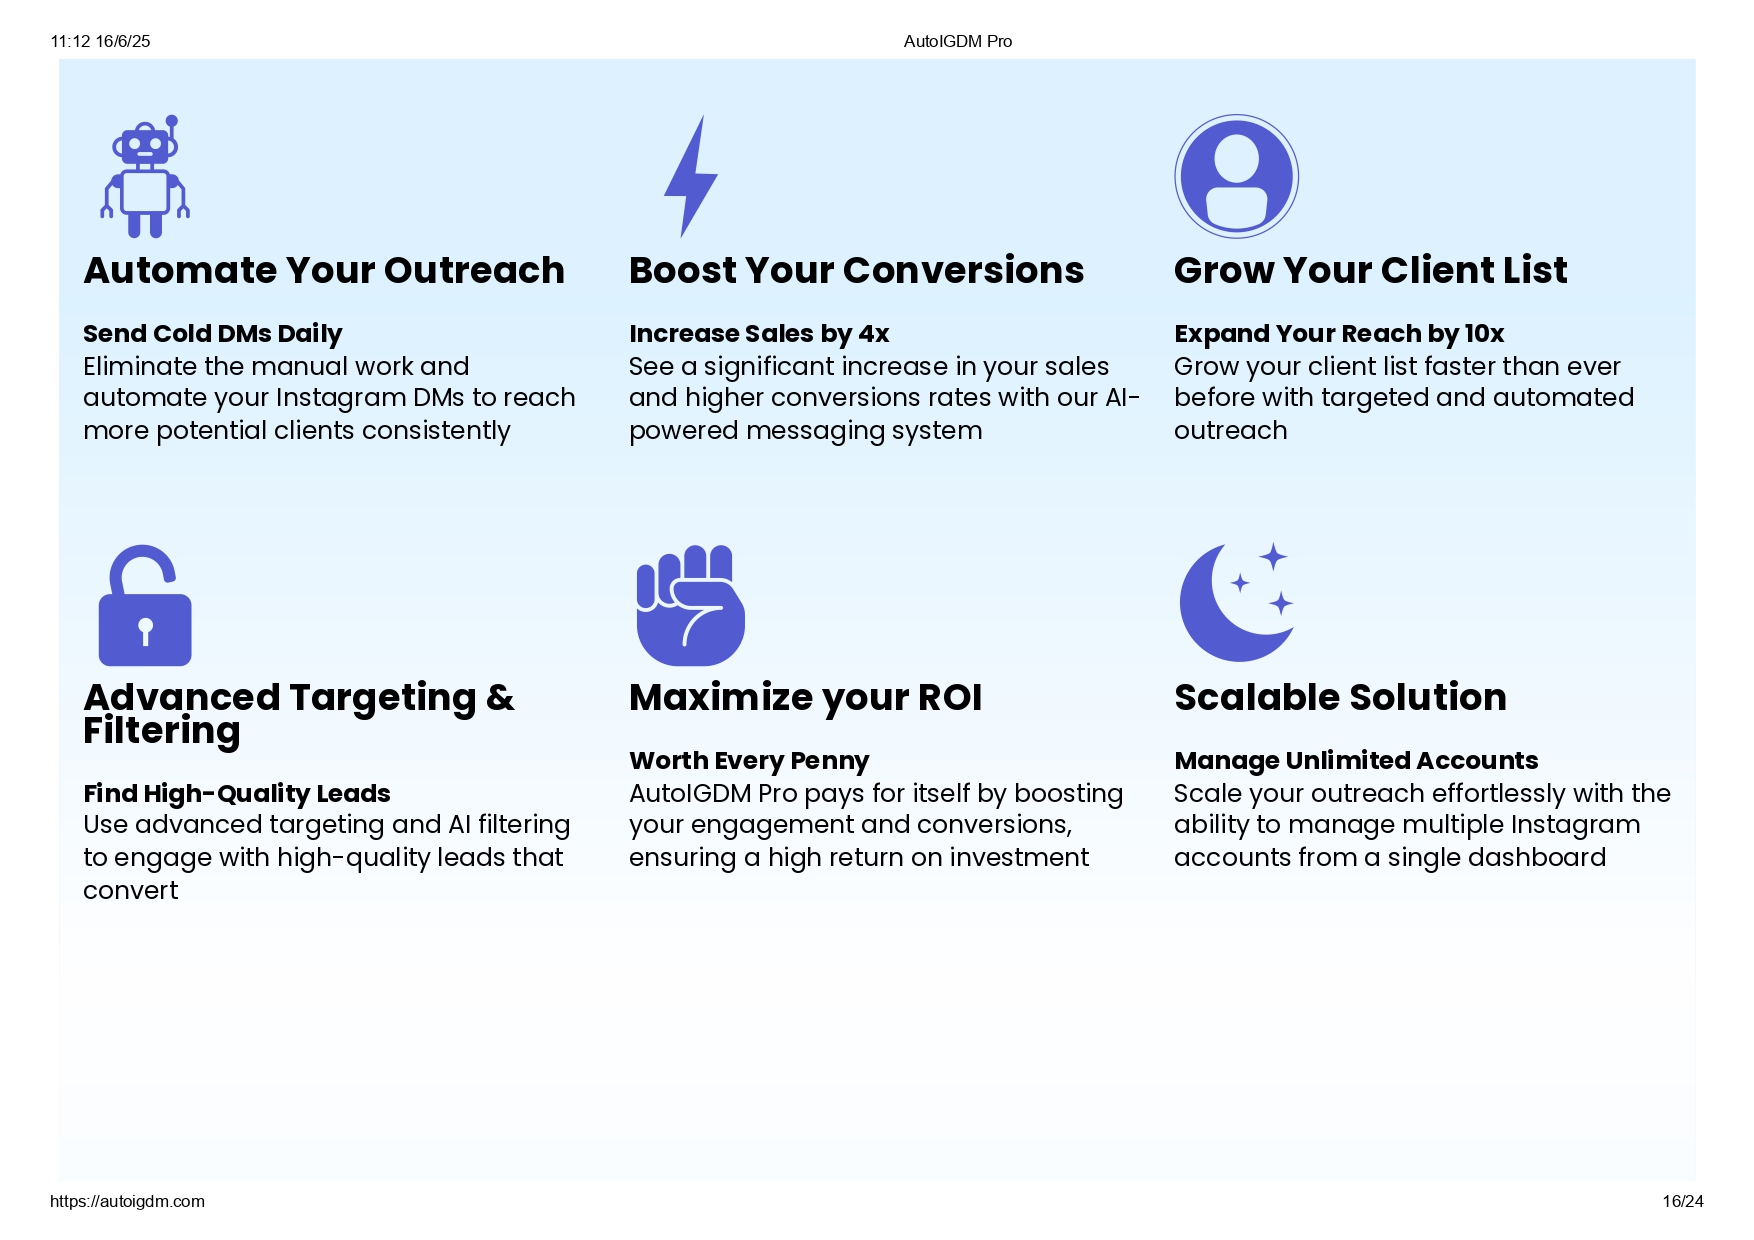 11:12 16/6/25
AutoIGDM Pro
Automate Your Outreach
Send Cold DMs Daily
Eliminate the manual work and
automate your Instagram DMs to reach
more potential clients consistently
Boost Your Conversions
Increase Sales by 4x
See a significant increase in your sales
and higher conversions rates with our AI-
powered messaging system
Grow Your Client List
Expand Your Reach by 10x
Grow your client list faster than ever
before with targeted and automated
outreach
Advanced Targeting &
Filtering
Find High-Quality Leads
Use advanced targeting and AI filtering
to engage with high-quality leads that
convert
Maximize your ROI
Worth Every Penny
AutoIGDM Pro pays for itself by boosting
your engagement and conversions,
ensuring a high return on investment
Scalable Solution
Manage Unlimited Accounts
Scale your outreach effortlessly with the
ability to manage multiple Instagram
accounts from a single dashboard
https://autoigdm.com
16/24